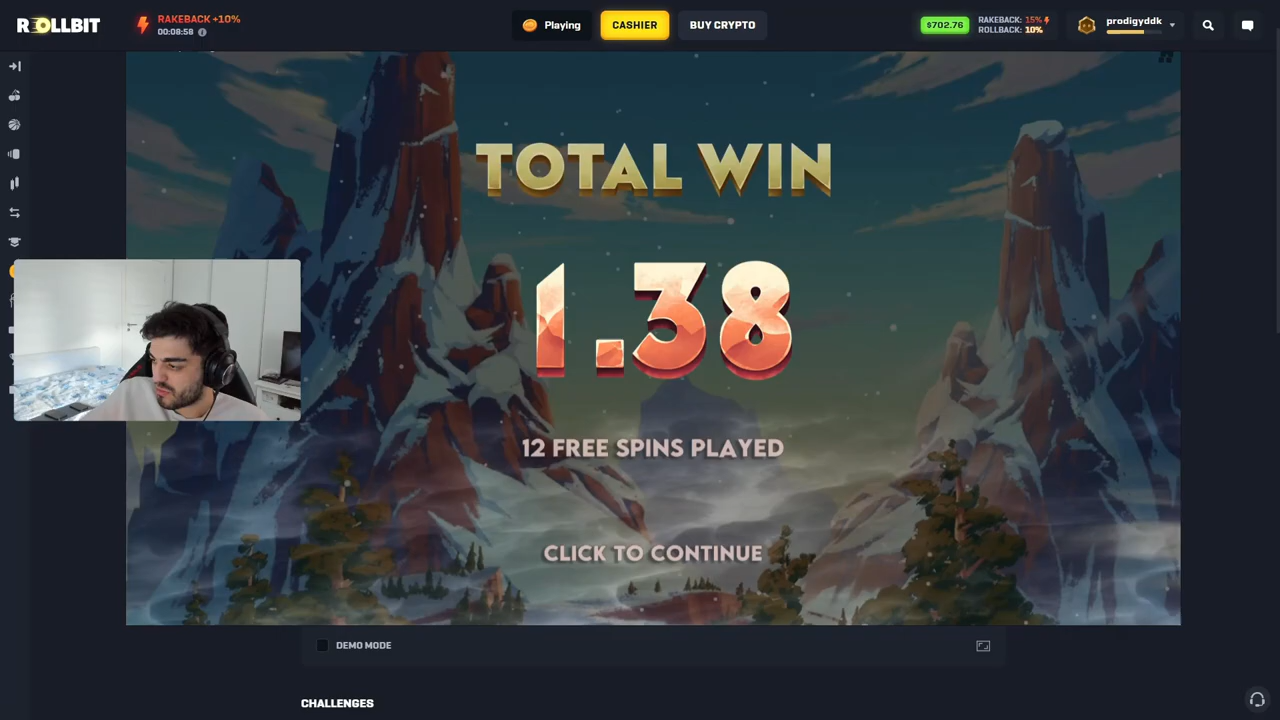 ROLLBIT
RAKEBACK +10%
00:08:58
Playing
CASHIER
BUY CRYPTO
$702.76
RAKEBACK: 15%
ROLLBACK: 10%
prodigyddk
TOTAL WIN
1.38
12 FREE SPINS PLAYED
CLICK TO CONTINUE
DEMO MODE
CHALLENGES